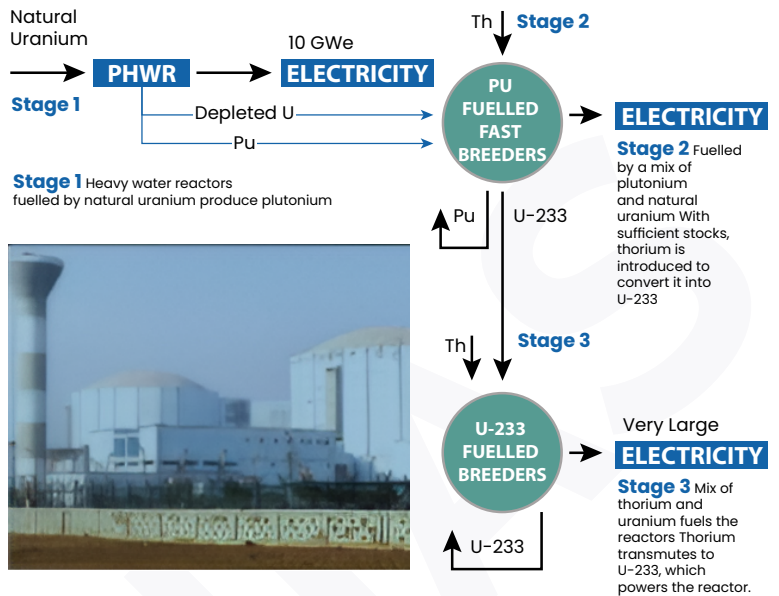 Natural
Uranium
PHWR
10 GWe
ELECTRICITY
Stage 1
Depleted U
Pu
Stage 1 Heavy water reactors
fuelled by natural uranium produce plutonium
Th
Stage 2
PU
FUELLED
FAST
BREEDERS
ELECTRICITY
Stage 2 Fuelled
by a mix of
plutonium
and natural
uranium With
sufficient stocks,
thorium is
introduced to
convert it into
U-233
Pu
U-233
Th
Stage 3
U-233
FUELLED
BREEDERS
Very Large
ELECTRICITY
Stage 3 Mix of
thorium and
uranium fuels the
reactors Thorium
transmutes to
U-233, which
powers the reactor.
U-233